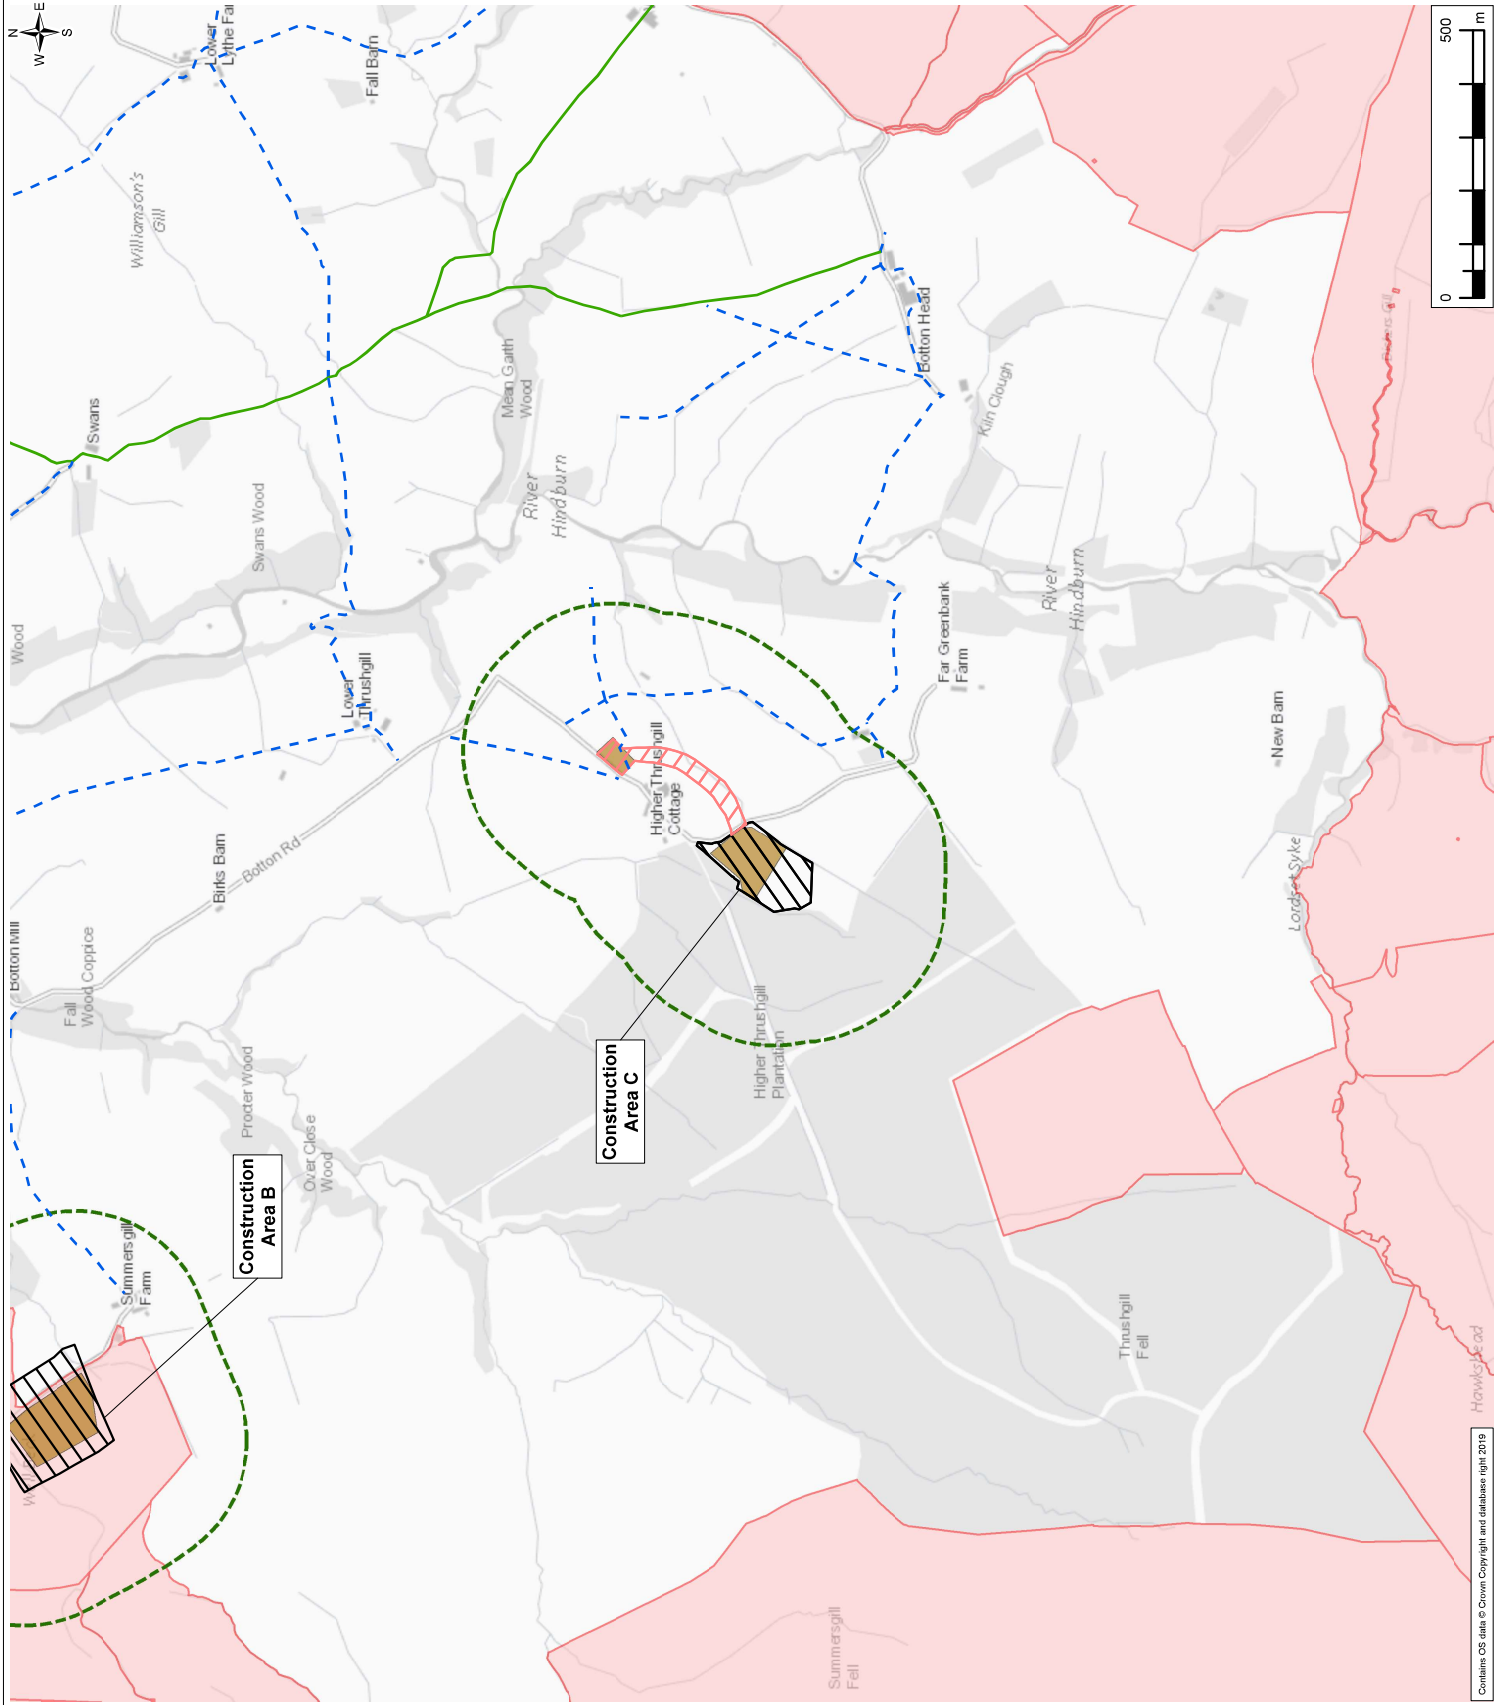 N
W
E
S
Lower
Lythe Far
Fall Barn
Williamson's
Gill
Swans
Wood
Swans Wood
Mean Garth
Wood
River
Hindburn
Botton Head
Kiln Clough
Lower
Thrushgill
Botton Rd
Birks Barn
Botton Mill
Fall
Wood Coppice
Procter Wood
Over Close
Wood
Higher Thrushgill
Cottage
Far Greenbank
Farm
River
Hindburn
New Barn
Lordset Syke
Construction
Area C
Higher Thrushgill
Plantation
Construction
Area B
Summersgill
Farm
Thrushgill
Fell
Summersgill
Fell
Hawkshead
0
500
m
Contains OS data © Crown Copyright and database right 2019